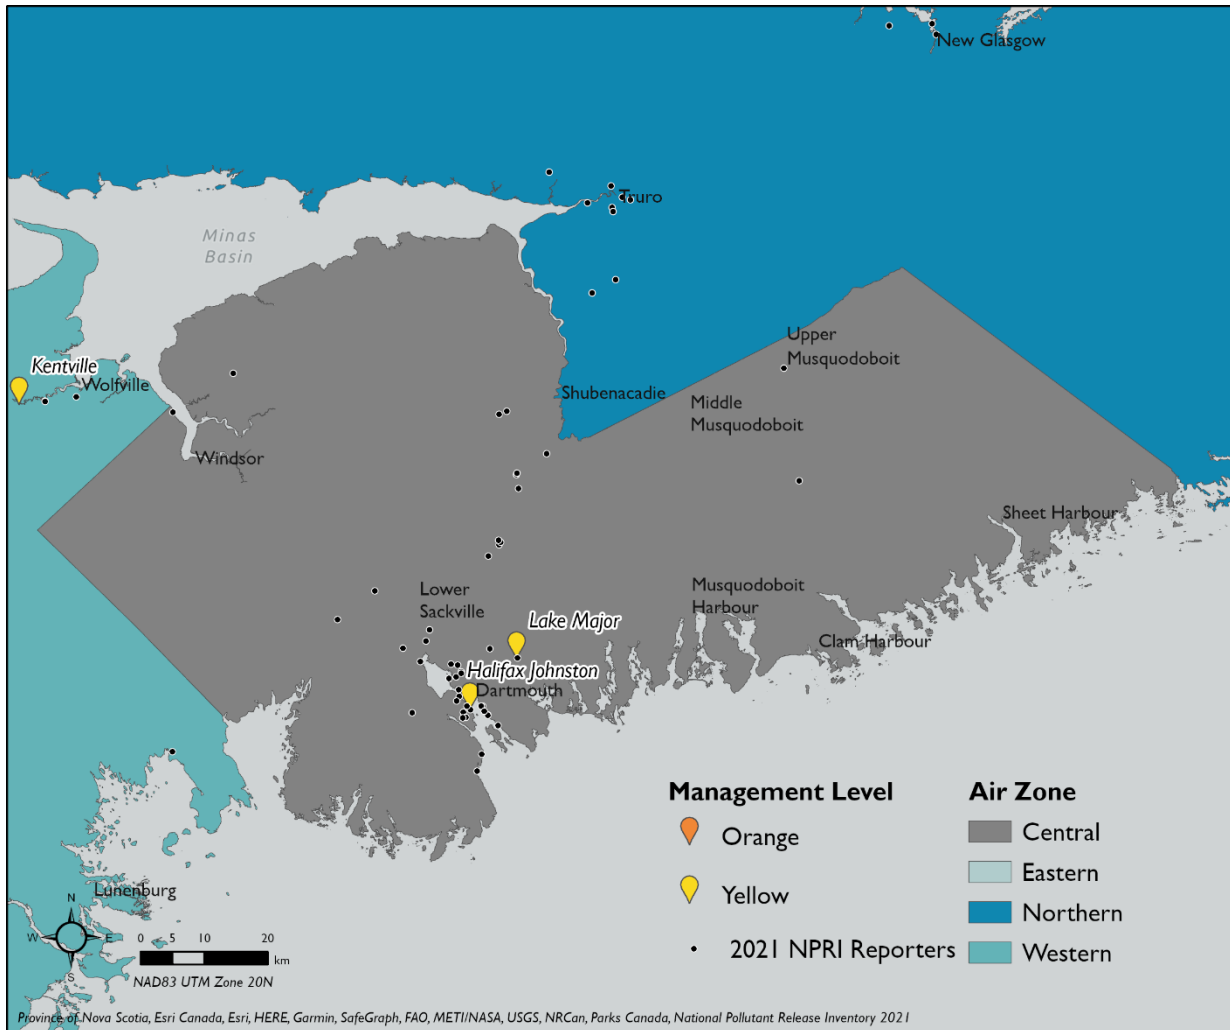 New Glasgow
Truro
Minas
Basin
Upper
Musquodoboit
Kentville
Wolfville
Shubenacadie
Middle
Musquodoboit
Windsor
Sheet Harbour
Lower
Sackville
Musquodoboit
Harbour
Lake Major
Clam Harbour
Halifax Johnston
Dartmouth
Management Level
Orange
Yellow
2021 NPRI Reporters
Air Zone
Central
Eastern
Northern
Western
Lunenburg
N
W
E
S
0 5 10 20
km
NAD83 UTM Zone 20N
Province of Nova Scotia, Esri Canada, Esri, HERE, Garmin, SafeGraph, FAO, METI/NASA, USGS, NRCan, Parks Canada, National Pollutant Release Inventory 2021